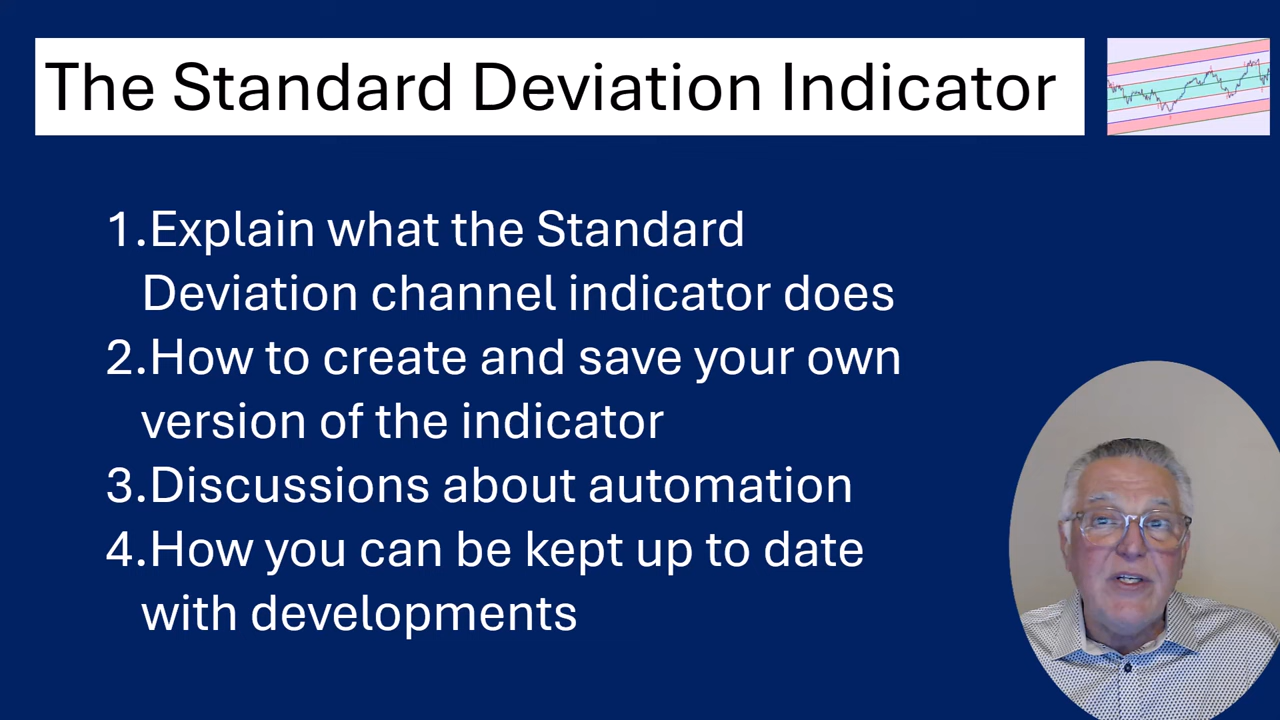 The Standard Deviation Indicator
1.Explain what the Standard
Deviation channel indicator does
2.How to create and save your own
version of the indicator
3.Discussions about automation
4.How you can be kept up to date
with developments